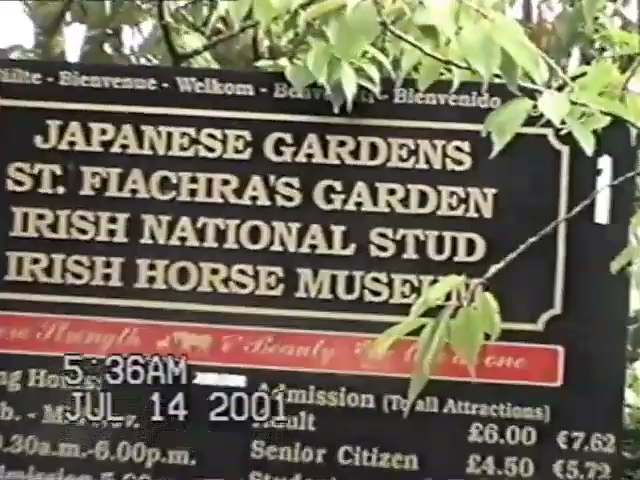 - Bienvenue - Welkom - Bienvenido
JAPANESE GARDENS
ST. FIACHRA'S GARDEN
IRISH NATIONAL STUD
IRISH HORSE MUSEUM
Strength & Beauty
5:36AM
JUL 14 2001
Admission (To all Attractions)
Adult £6.00 €7.62
.30a.m.-6.00p.m.
Senior Citizen £4.50 €5.72